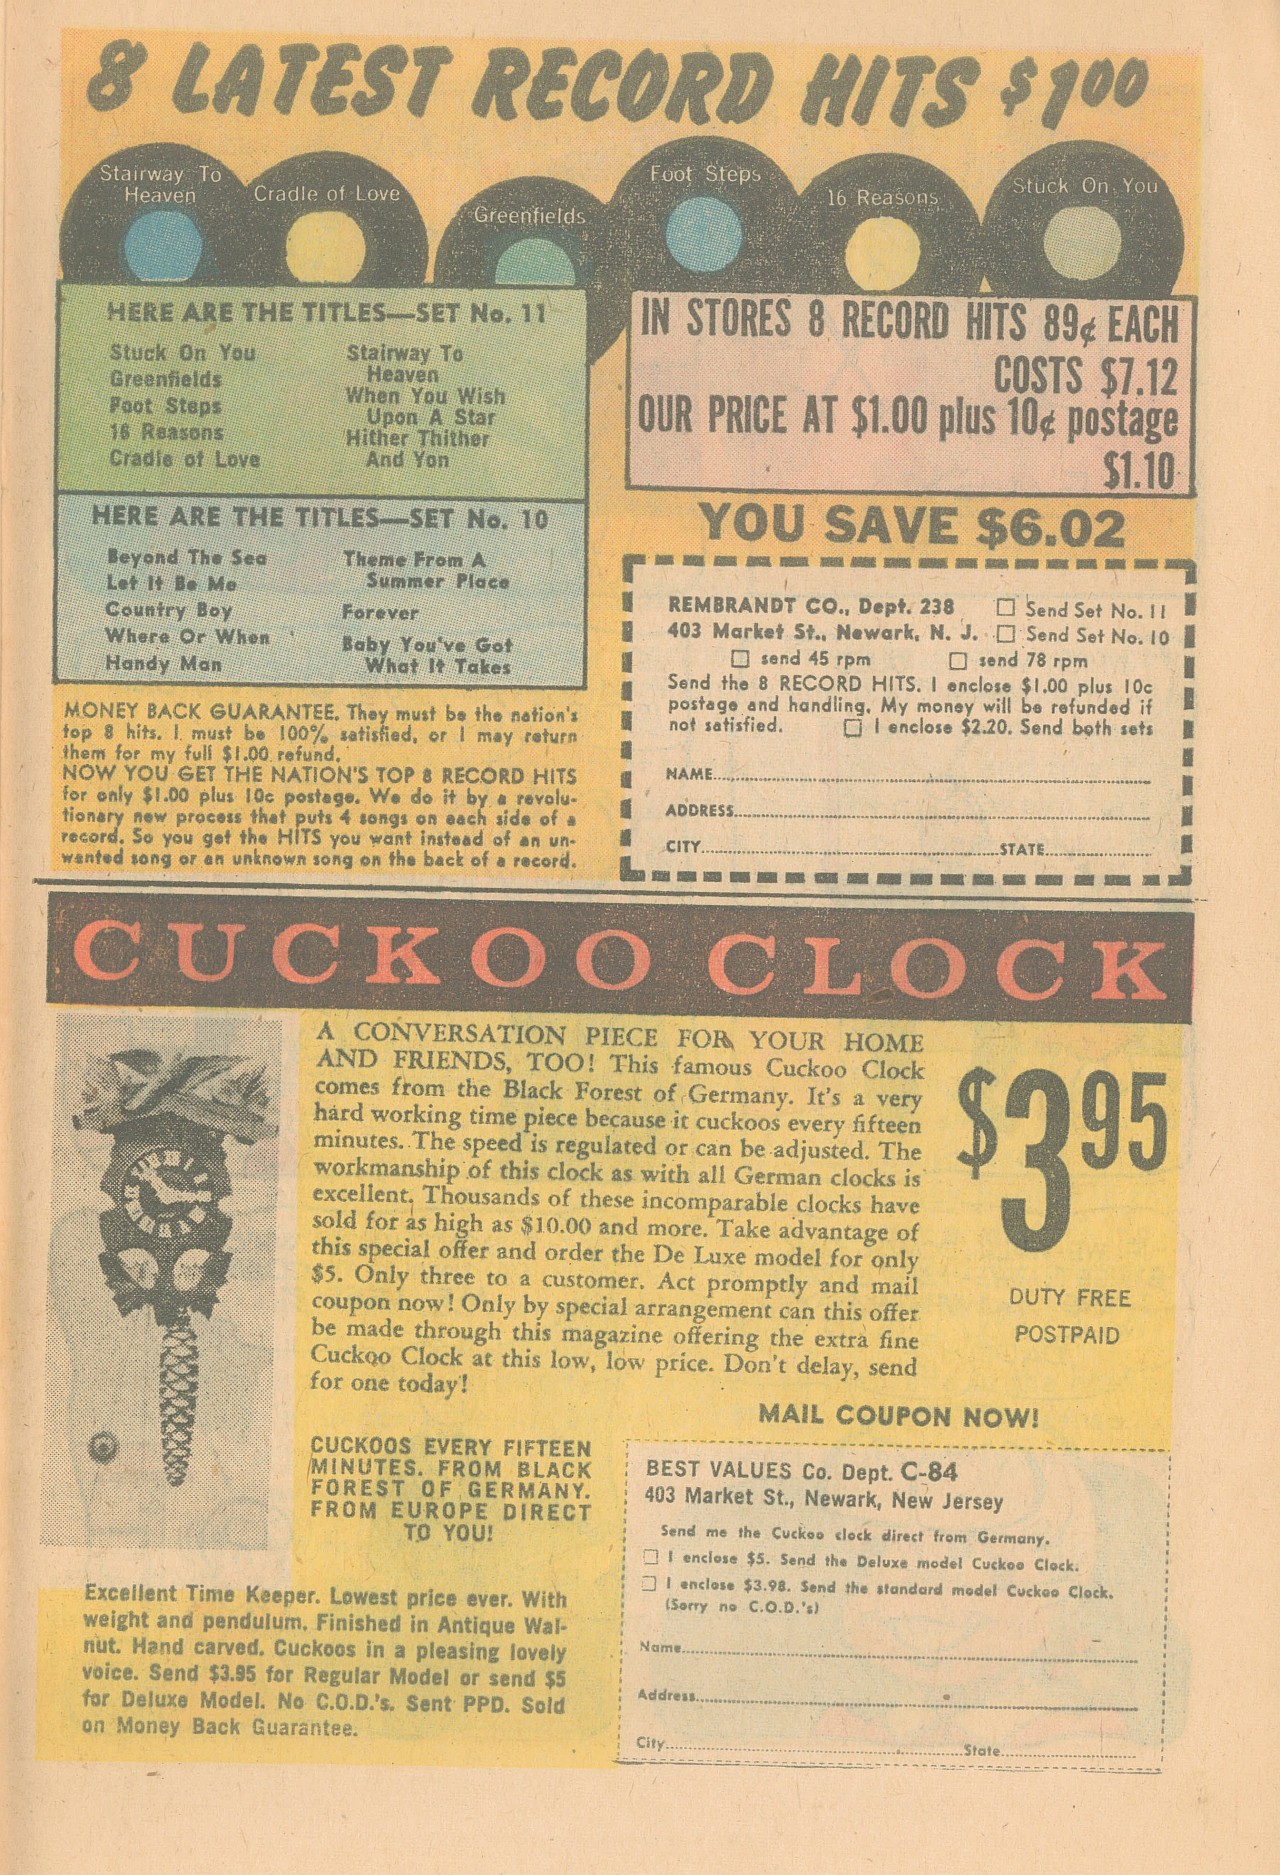 8 LATEST RECORD HITS $1.00
Stairway To
Heaven
Cradle of Love
Greenfields
Foot Steps
16 Reasons
Stuck On You
HERE ARE THE TITLES—SET No. 11
Stuck On You
Greenfields
Foot Steps
16 Reasons
Cradle of Love
Stairway To
Heaven
When You Wish
Upon A Star
Hither Thither
And Yon
HERE ARE THE TITLES—SET No. 10
Beyond The Sea
Let It Be Me
Country Boy
Where Or When
Handy Man
Theme From A
Summer Place
Forever
Baby You've Got
What It Takes
MONEY BACK GUARANTEE. They must be the nation's
top 8 hits. I must be 100% satisfied, or I may return
them for my full $1.00 refund.
NOW YOU GET THE NATION'S TOP 8 RECORD HITS
for only $1.00 plus 10c postage. We do it by a revolu-
tionary new process that puts 4 songs on each side of a
record. So you get the HITS you want instead of an un-
wanted song or an unknown song on the back of a record.
IN STORES 8 RECORD HITS 89¢ EACH
COSTS $7.12
OUR PRICE AT $1.00 plus 10¢ postage
$1.10
YOU SAVE $6.02
REMBRANDT CO., Dept. 238 ☐ Send Set No. 11
403 Market St., Newark, N. J. ☐ Send Set No. 10
☐ send 45 rpm ☐ send 78 rpm
Send the 8 RECORD HITS. I enclose $1.00 plus 10c
postage and handling. My money will be refunded if
not satisfied. ☐ I enclose $2.20. Send both sets
NAME
ADDRESS
CITY STATE
CUCKOO CLOCK
A CONVERSATION PIECE FOR YOUR HOME
AND FRIENDS, TOO! This famous Cuckoo Clock
comes from the Black Forest of Germany. It's a very
hard working time piece because it cuckoos every fifteen
minutes. The speed is regulated or can be adjusted. The
workmanship of this clock as with all German clocks is
excellent. Thousands of these incomparable clocks have
sold for as high as $10.00 and more. Take advantage of
this special offer and order the De Luxe model for only
$5. Only three to a customer. Act promptly and mail
coupon now! Only by special arrangement can this offer
be made through this magazine offering the extra fine
Cuckoo Clock at this low, low price. Don't delay, send
for one today!
$3.95
DUTY FREE
POSTPAID
CUCKOOS EVERY FIFTEEN
MINUTES. FROM BLACK
FOREST OF GERMANY.
FROM EUROPE DIRECT
TO YOU!
Excellent Time Keeper. Lowest price ever. With
weight and pendulum. Finished in Antique Wal-
nut. Hand carved. Cuckoos in a pleasing lovely
voice. Send $3.95 for Regular Model or send $5
for Deluxe Model. No C.O.D.'s. Sent PPD. Sold
on Money Back Guarantee.
MAIL COUPON NOW!
BEST VALUES Co. Dept. C-84
403 Market St., Newark, New Jersey
Send me the Cuckoo clock direct from Germany.
☐ I enclose $5. Send the Deluxe model Cuckoo Clock.
☐ I enclose $3.98. Send the standard model Cuckoo Clock.
(Sorry no C.O.D.'s)
Name
Address
City State